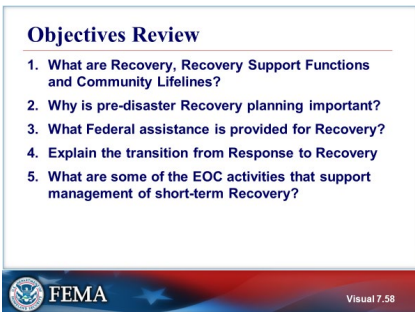 Objectives Review
1. What are Recovery, Recovery Support Functions
and Community Lifelines?
2. Why is pre-disaster Recovery planning important?
3. What Federal assistance is provided for Recovery?
4. Explain the transition from Response to Recovery
5. What are some of the EOC activities that support
management of short-term Recovery?
FEMA
Visual 7.58